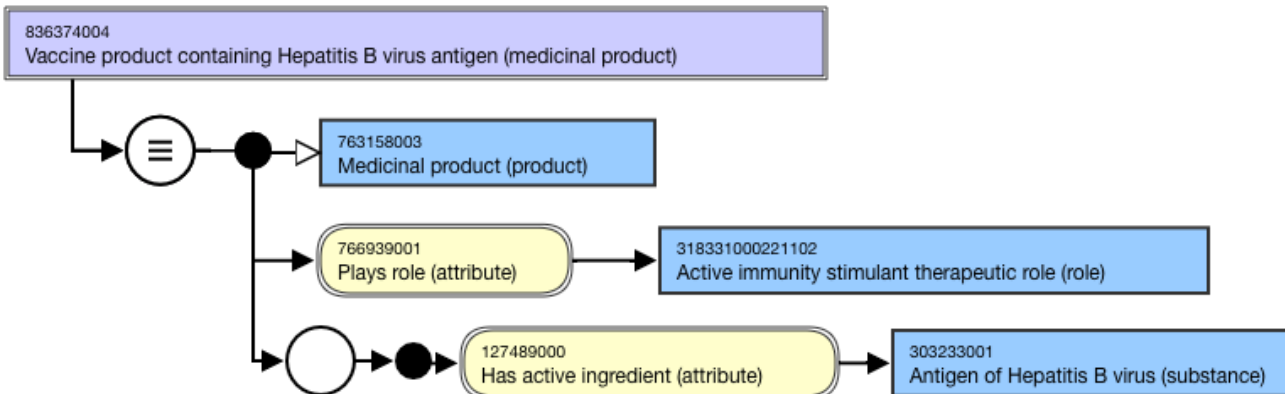 836374004
Vaccine product containing Hepatitis B virus antigen (medicinal product)
763158003
Medicinal product (product)
766939001
Plays role (attribute)
318331000221102
Active immunity stimulant therapeutic role (role)
127489000
Has active ingredient (attribute)
303233001
Antigen of Hepatitis B virus (substance)